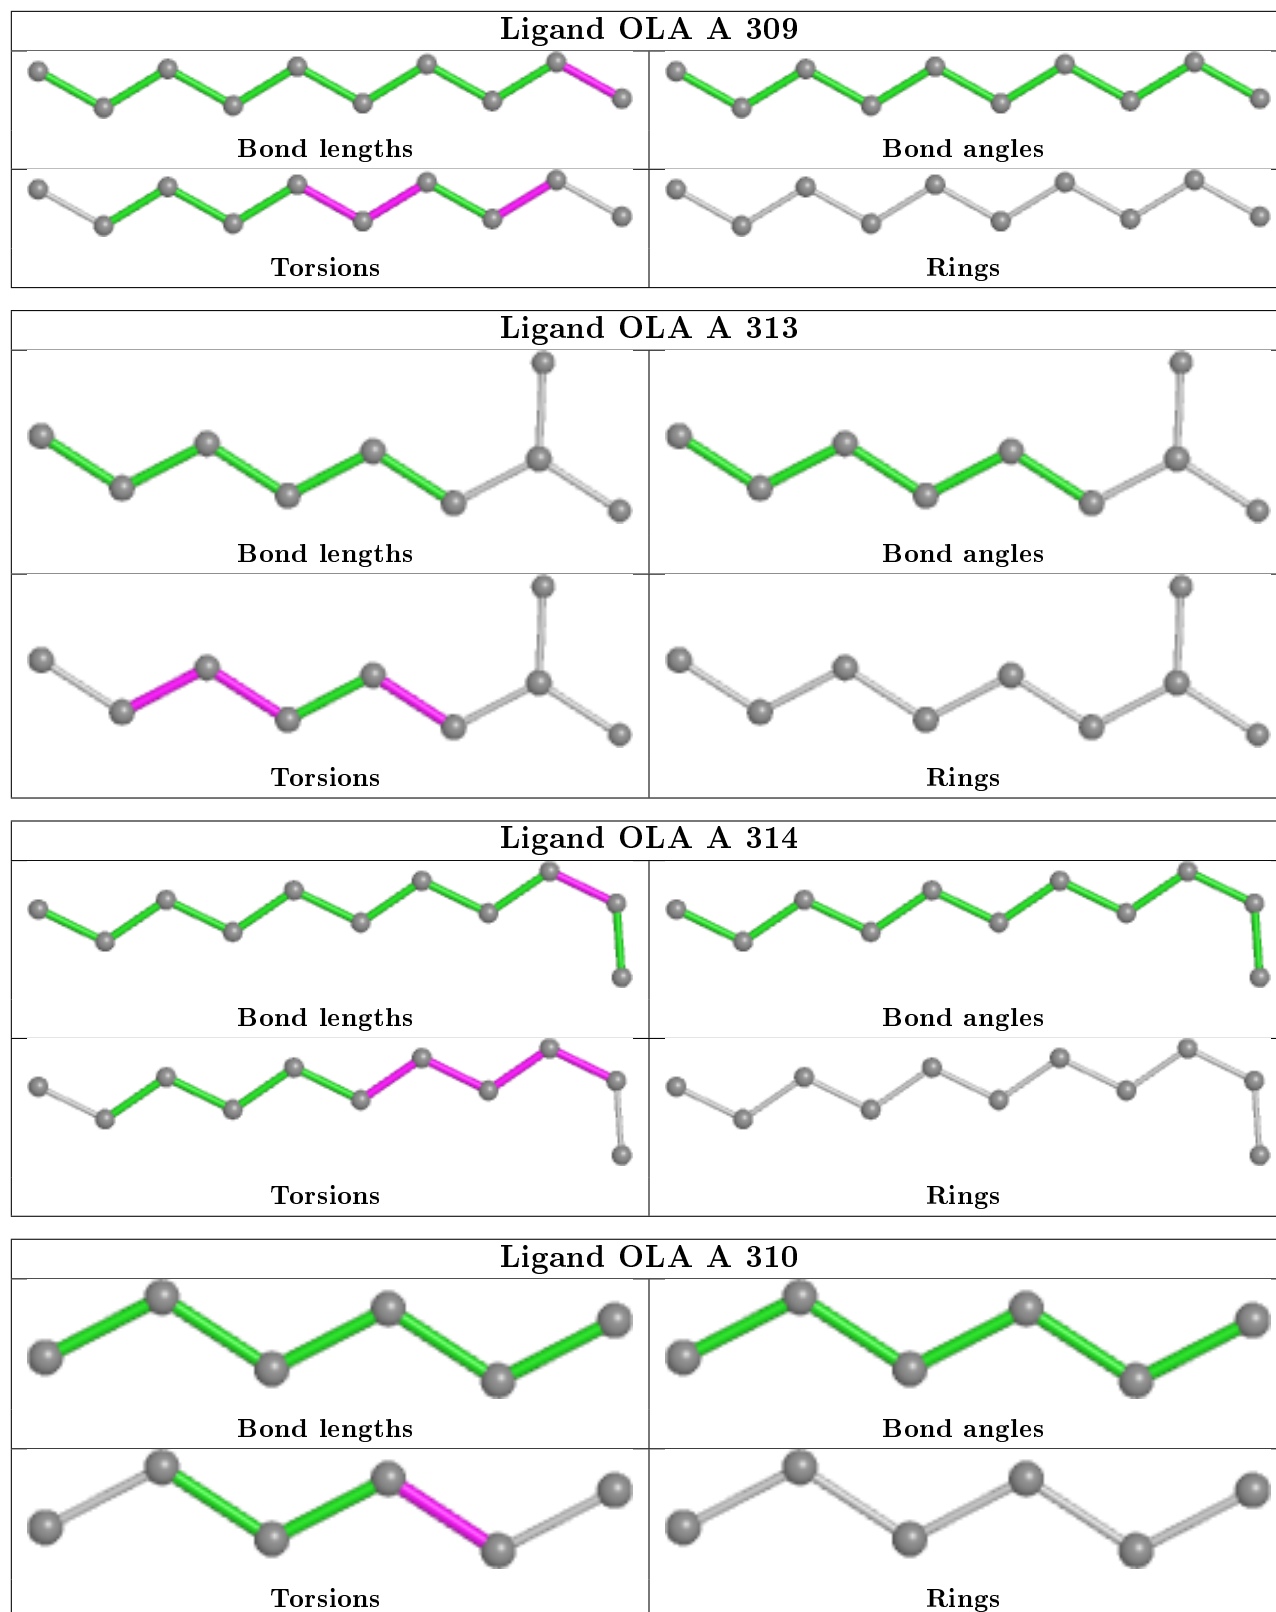 Ligand OLA A 309
Bond lengths
Bond angles
Torsions
Rings
Ligand OLA A 313
Bond lengths
Bond angles
Torsions
Rings
Ligand OLA A 314
Bond lengths
Bond angles
Torsions
Rings
Ligand OLA A 310
Bond lengths
Bond angles
Torsions
Rings